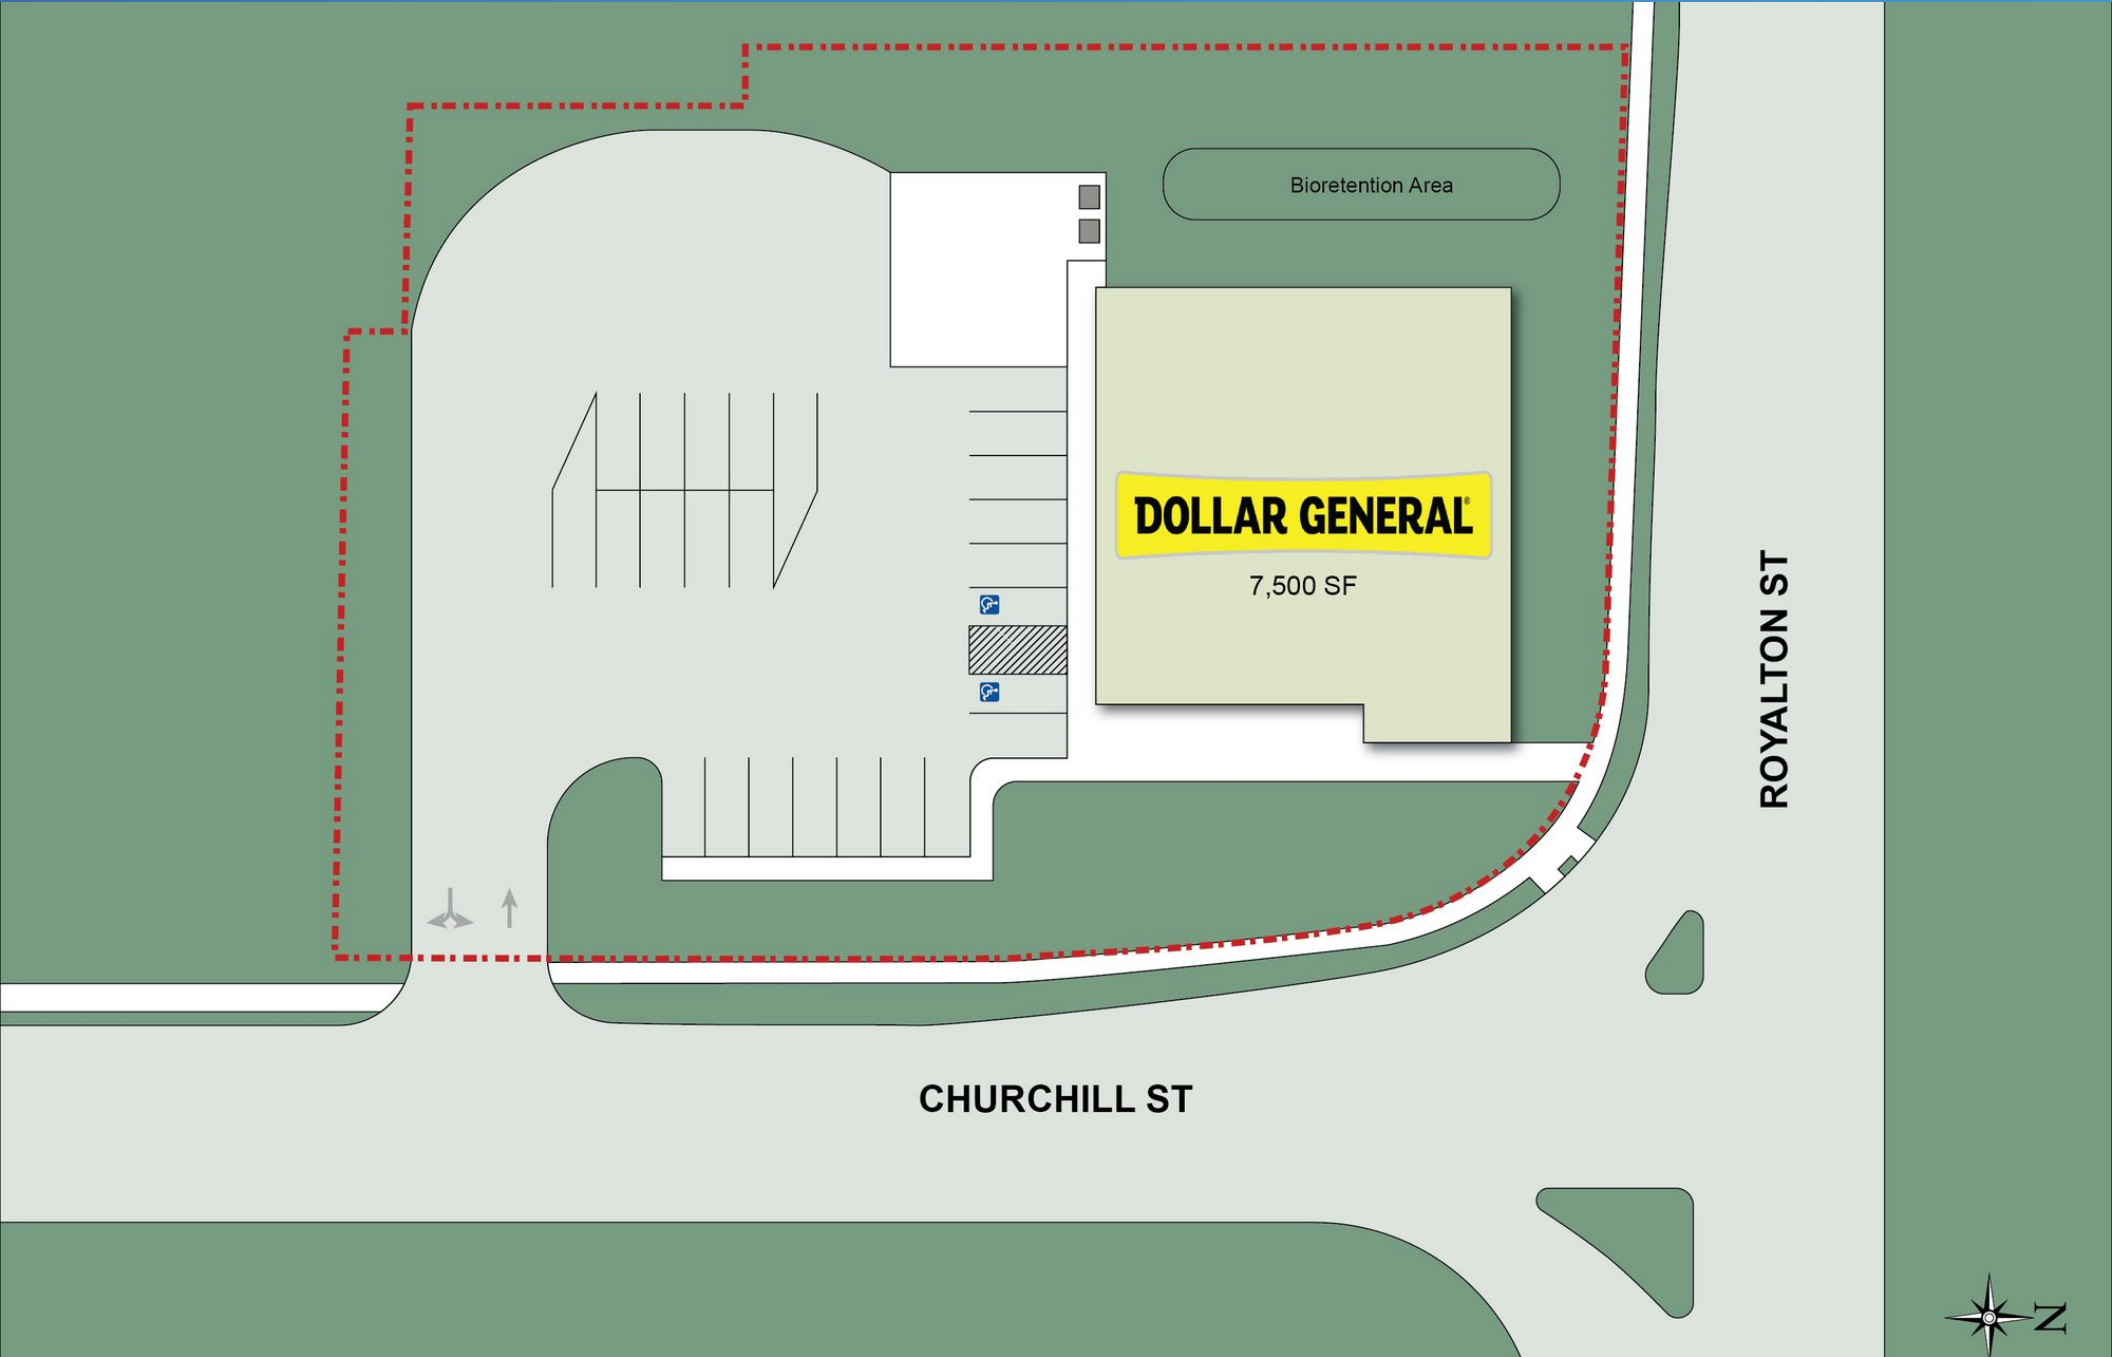 Bioretention Area
DOLLAR GENERAL®
7,500 SF
ROYALTON ST
CHURCHILL ST
N